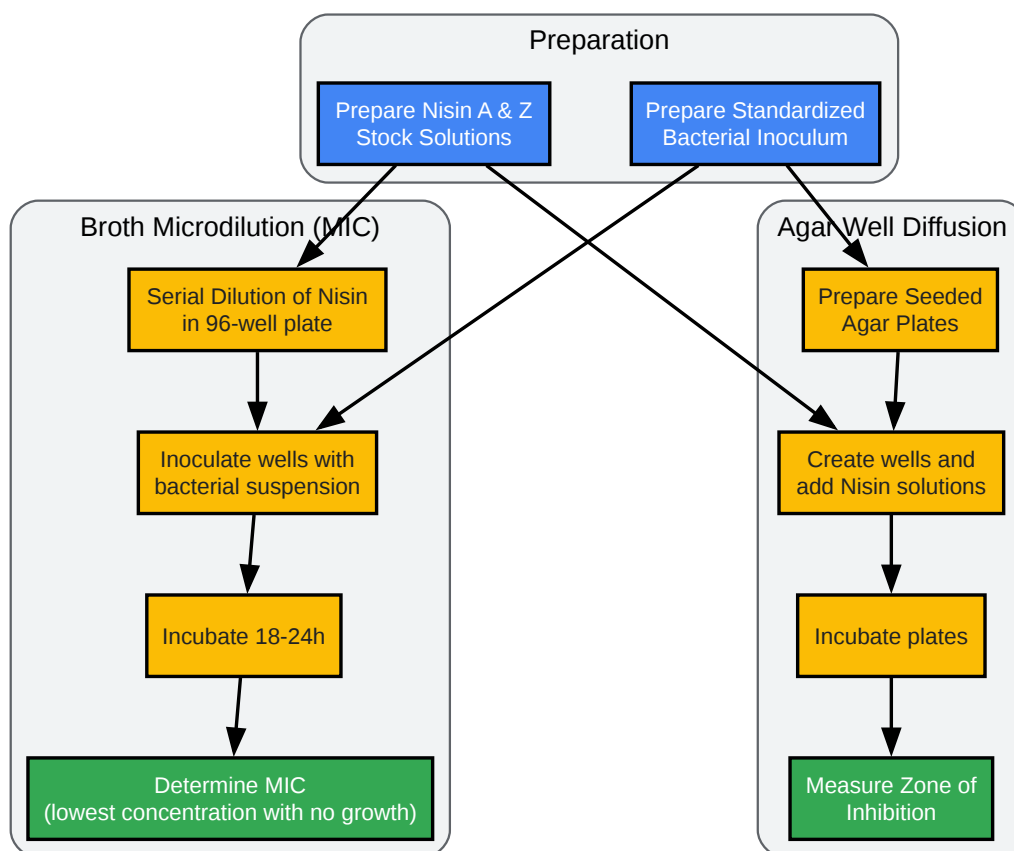 Preparation
Prepare Nisin A & Z
Stock Solutions
Prepare Standardized
Bacterial Inoculum
Broth Microdilution (MIC)
Serial Dilution of Nisin
in 96-well plate
Inoculate wells with
bacterial suspension
Incubate 18-24h
Determine MIC
(lowest concentration with no growth)
Agar Well Diffusion
Prepare Seeded
Agar Plates
Create wells and
add Nisin solutions
Incubate plates
Measure Zone of
Inhibition